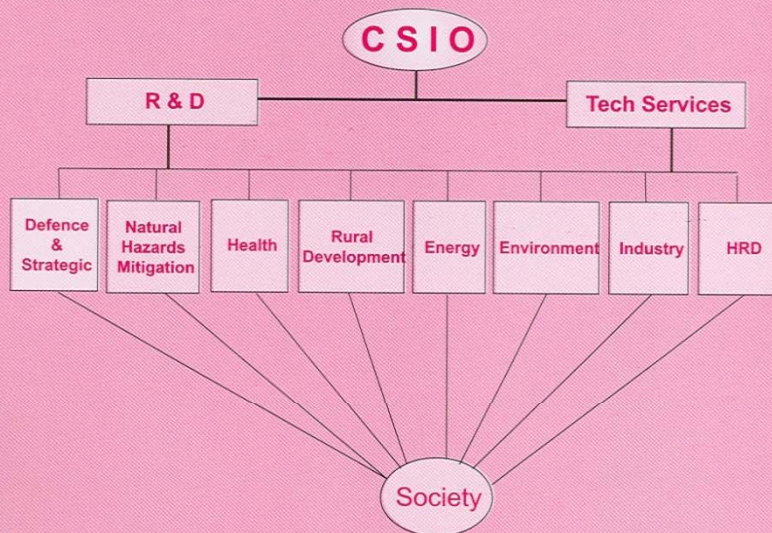 C S I O
R & D
Tech Services
Defence
&
Strategic
Natural
Hazards
Mitigation
Health
Rural
Development
Energy
Environment
Industry
HRD
Society